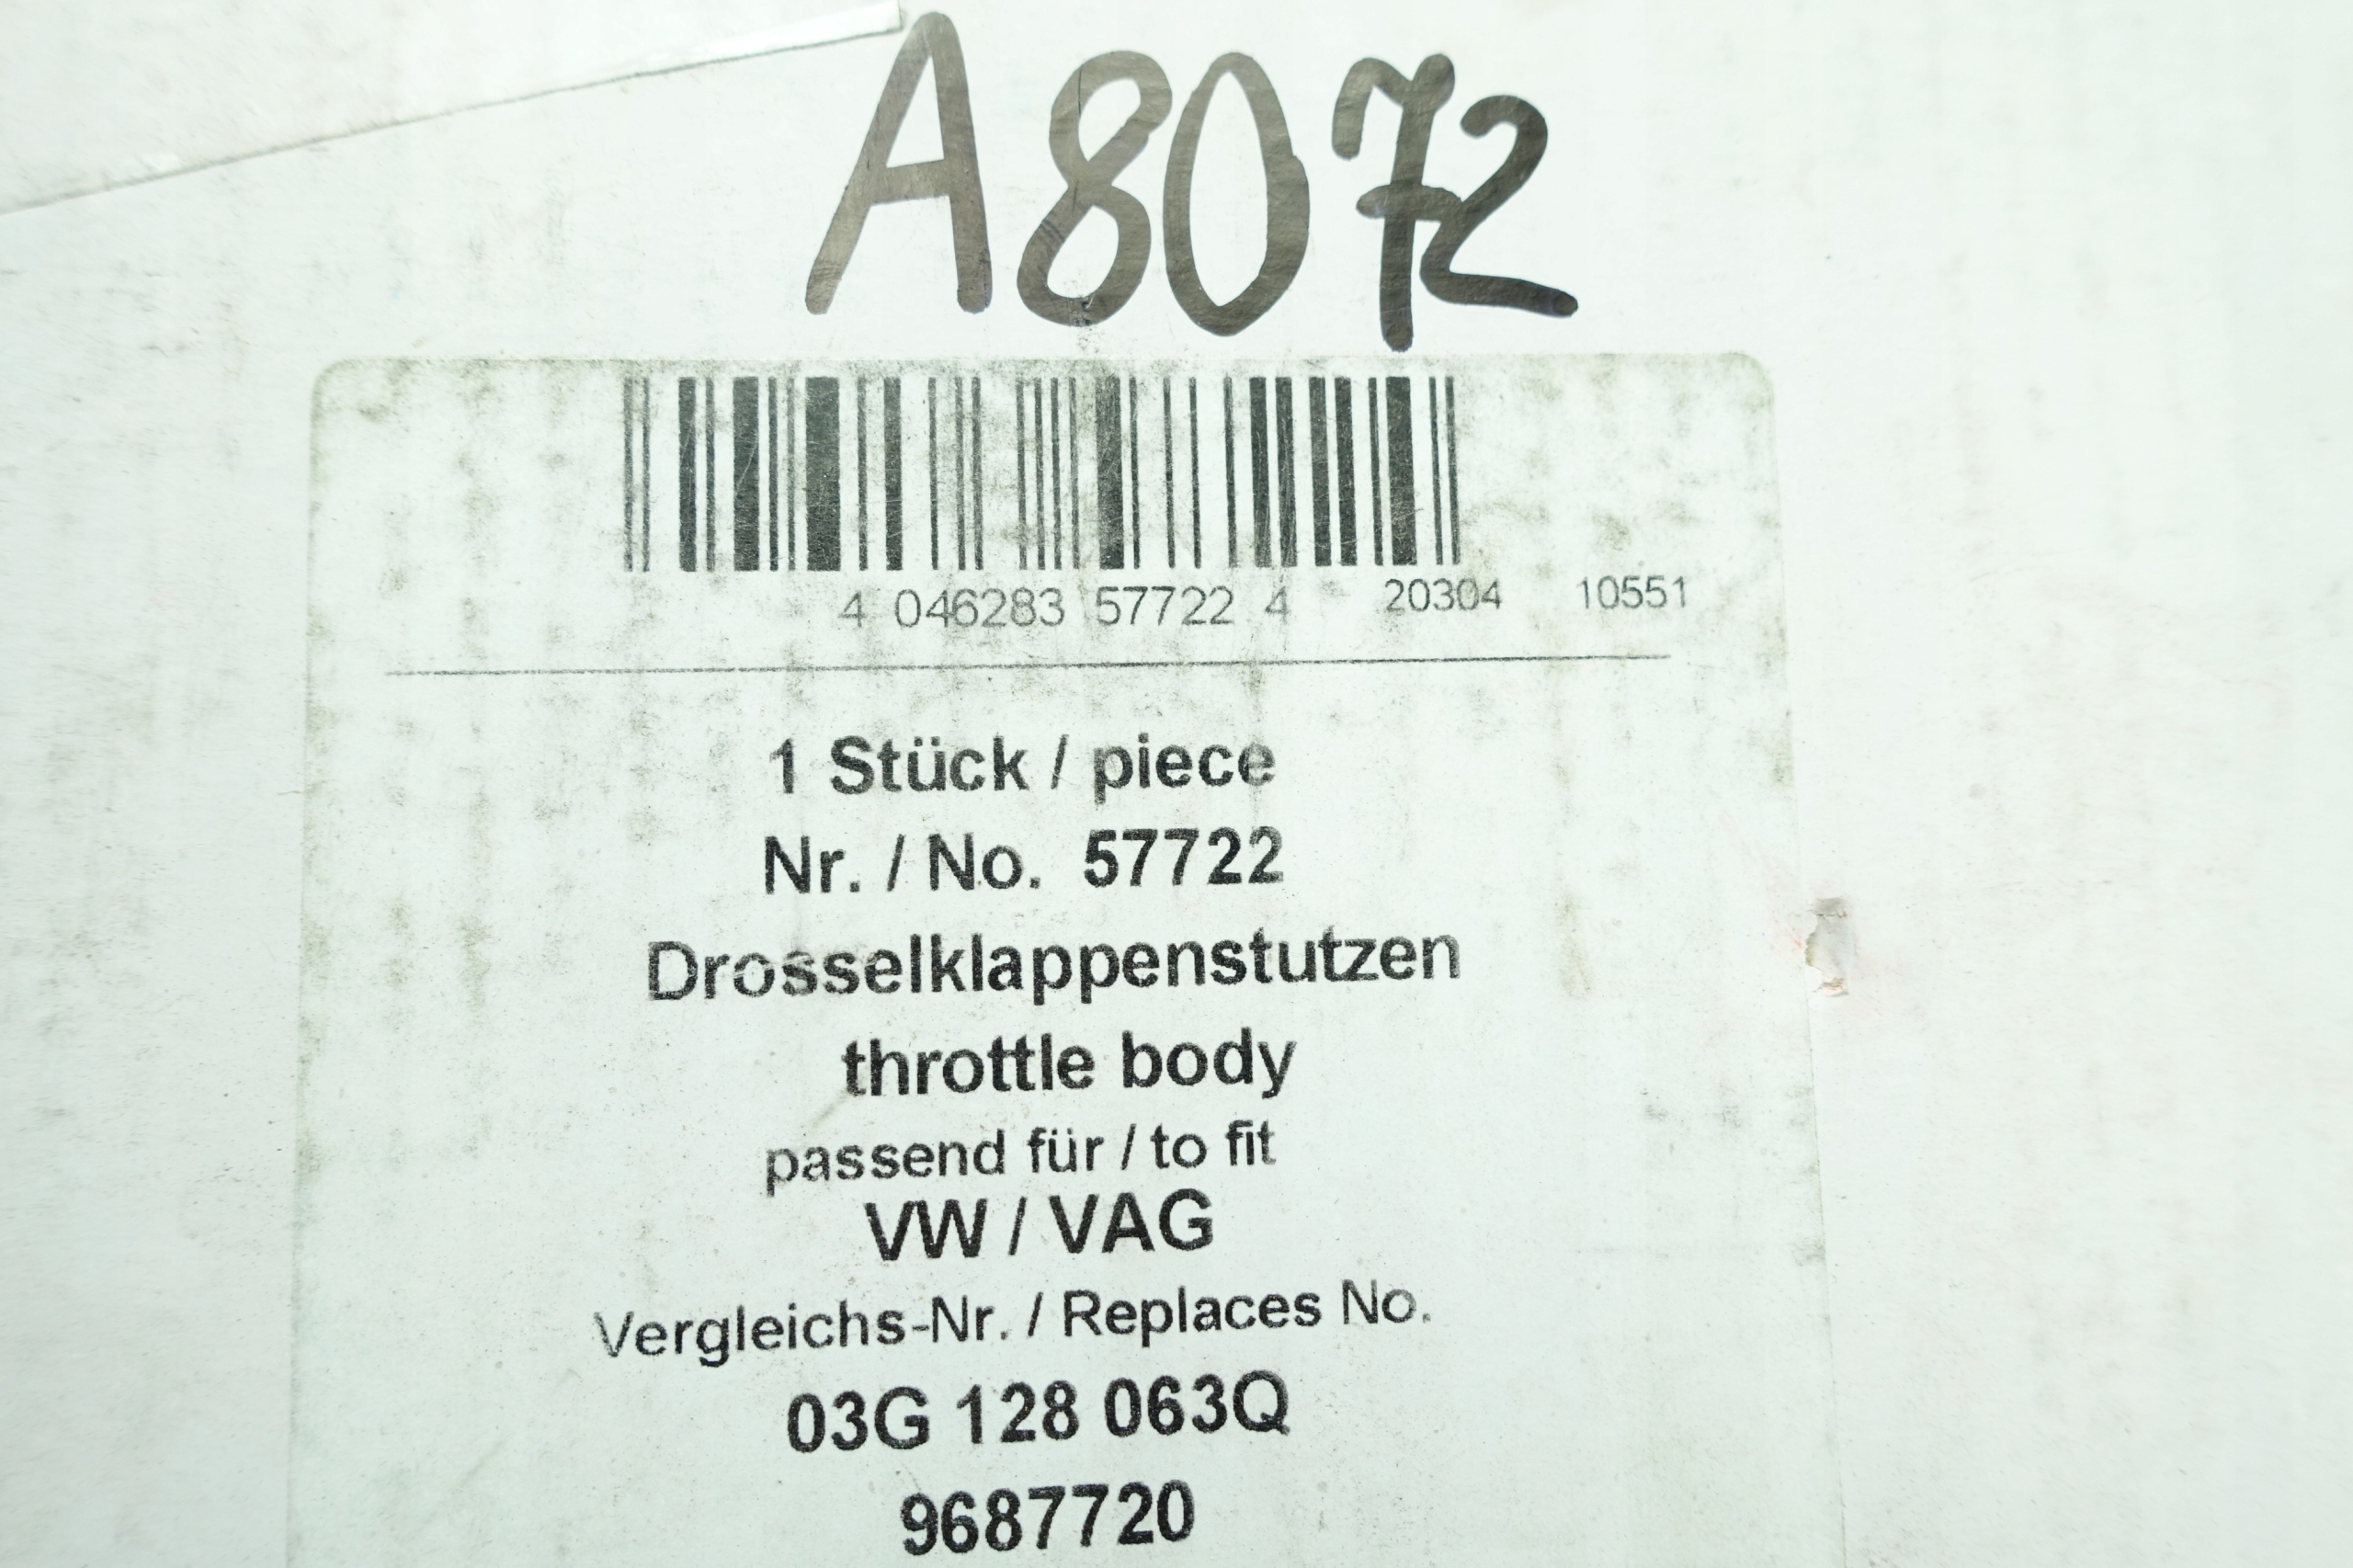 A8072
4 046283 57722 4 20304 10551
1 Stück / piece
Nr. / No. 57722
Drosselklappenstutzen
throttle body
passend für / to fit
VW / VAG
Vergleichs-Nr. / Replaces No.
03G 128 063Q
9687720